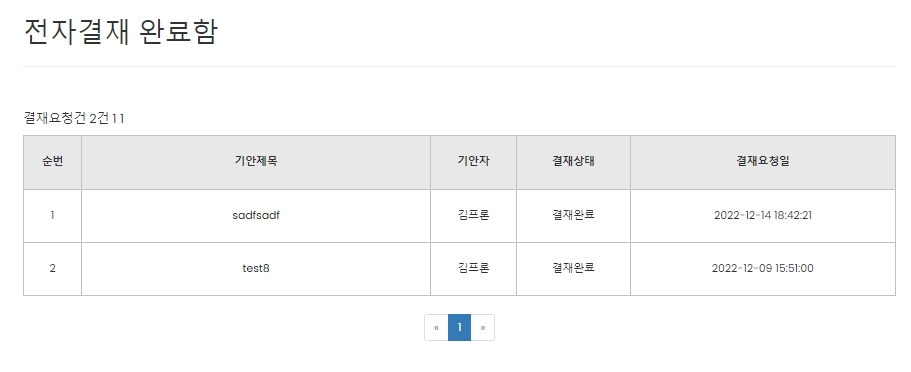 전자결재 완료함
결재요청건 2건 1 1
순번 기안제목 기안자 결재상태 결재요청일
1 sadfsadf 김프론 결재완료 2022-12-14 18:42:21
2 test8 김프론 결재완료 2022-12-09 15:51:00
« 1 »